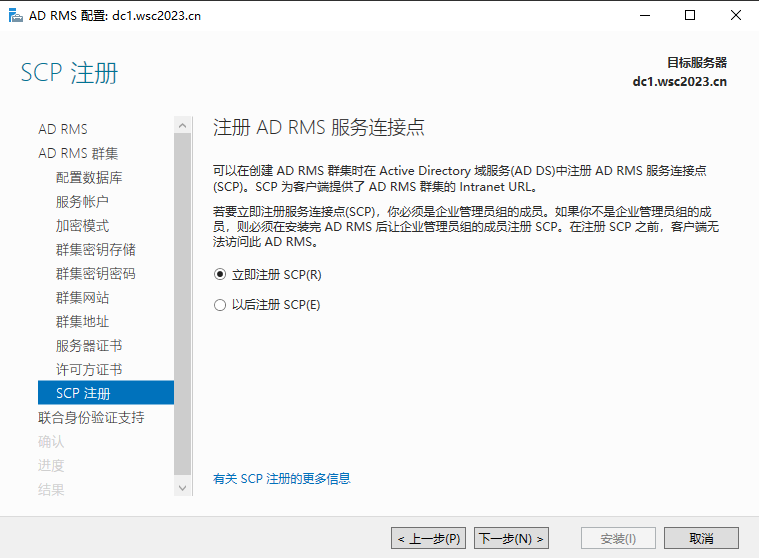 AD RMS 配置: dc1.wsc2023.cn
SCP 注册
目标服务器
dc1.wsc2023.cn
AD RMS
AD RMS 群集
配置数据库
服务帐户
加密模式
群集密钥存储
群集密钥密码
群集网站
群集地址
服务器证书
许可方证书
SCP 注册
联合身份验证支持
确认
进度
结果
注册 AD RMS 服务连接点
可以在创建 AD RMS 群集时在 Active Directory 域服务(AD DS)中注册 AD RMS 服务连接点
(SCP)。SCP 为客户端提供了 AD RMS 群集的 Intranet URL。
若要立即注册服务连接点(SCP)，你必须是企业管理员组的成员。如果你不是企业管理员组的成
员，则必须在安装完 AD RMS 后让企业管理员组的成员注册 SCP。在注册 SCP 之前，客户端无
法访问此 AD RMS。
立即注册 SCP(R)
以后注册 SCP(E)
有关 SCP 注册的更多信息
< 上一步(P)
下一步(N) >
安装(I)
取消